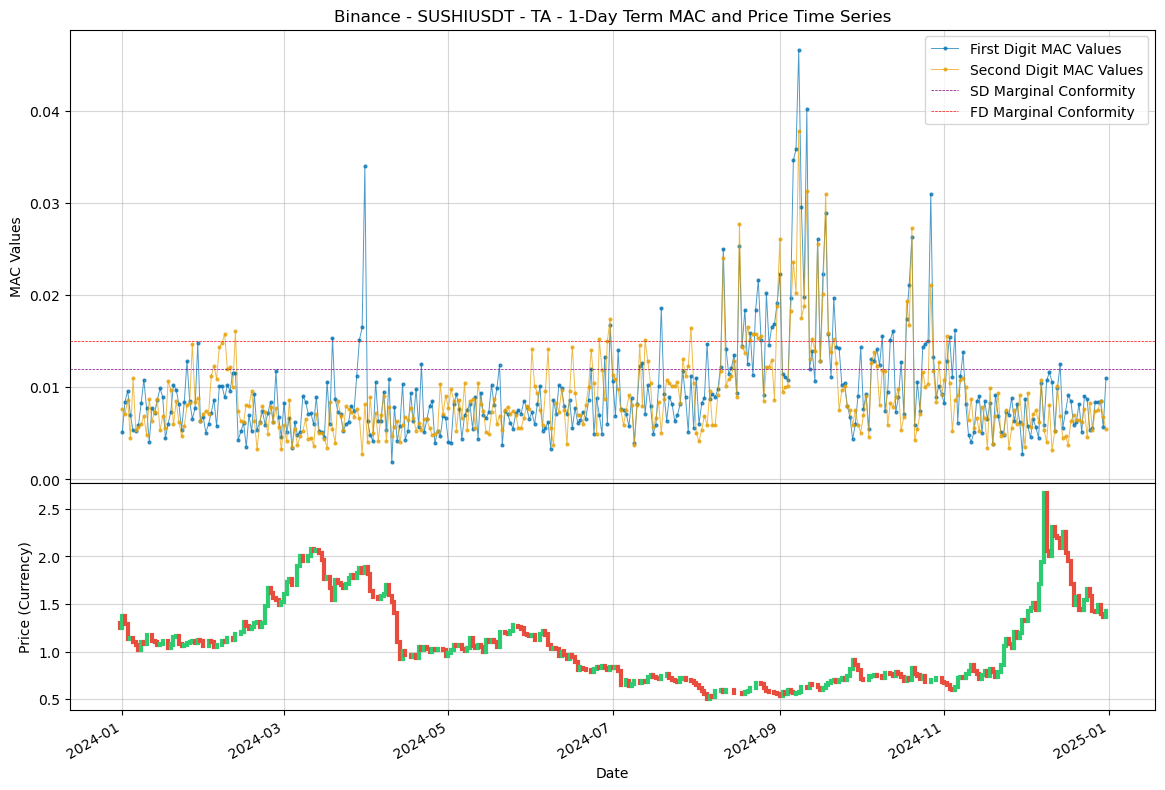 Binance - SUSHIUSDT - TA - 1-Day Term MAC and Price Time Series
First Digit MAC Values
Second Digit MAC Values
SD Marginal Conformity
FD Marginal Conformity
MAC Values
0.04
0.03
0.02
0.01
0.00
Price (Currency)
2.5
2.0
1.5
1.0
0.5
2024-01
2024-03
2024-05
2024-07
2024-09
2024-11
2025-01
Date